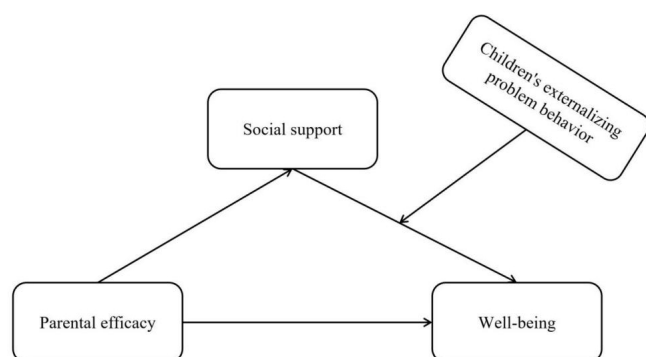 Children's externalizing
problem behavior
Social support
Parental efficacy
Well-being